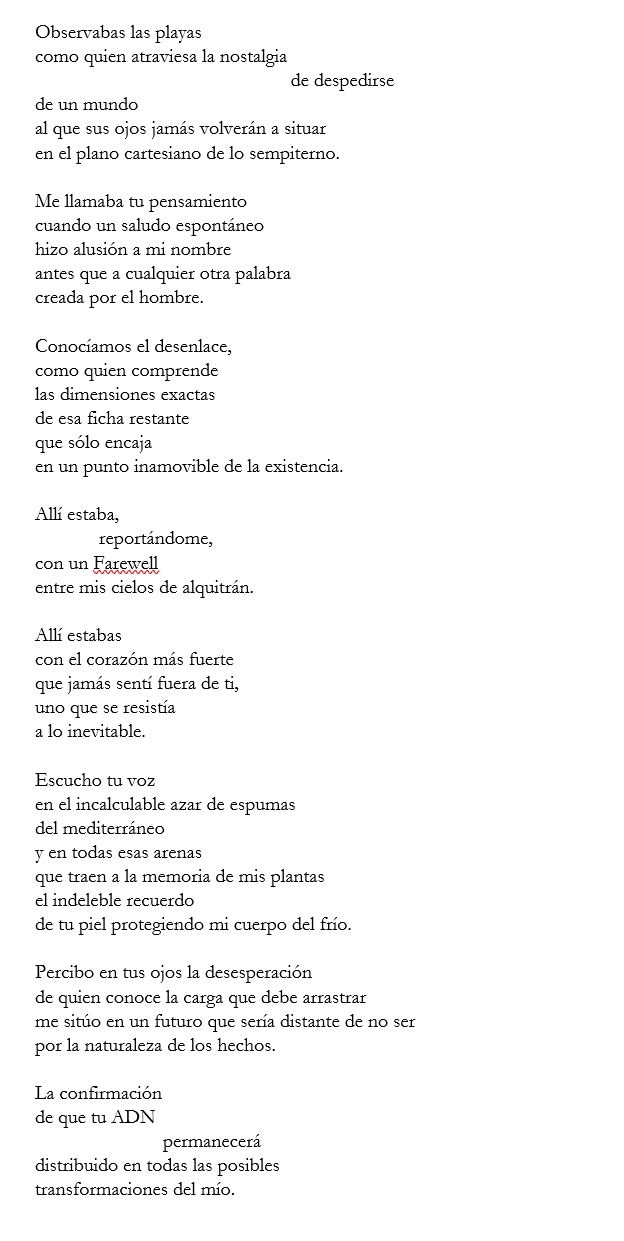 Observabas las playas
como quien atraviesa la nostalgia
de despedirse
de un mundo
al que sus ojos jamás volverán a situar
en el plano cartesiano de lo sempiterno.

Me llamaba tu pensamiento
cuando un saludo espontáneo
hizo alusión a mi nombre
antes que a cualquier otra palabra
creada por el hombre.

Conocíamos el desenlace,
como quien comprende
las dimensiones exactas
de esa ficha restante
que sólo encaja
en un punto inamovible de la existencia.

Allí estaba,
reportándome,
con un Farewell
entre mis cielos de alquitrán.

Allí estabas
con el corazón más fuerte
que jamás sentí fuera de ti,
uno que se resistía
a lo inevitable.

Escucho tu voz
en el incalculable azar de espumas
del mediterráneo
y en todas esas arenas
que traen a la memoria de mis plantas
el indeleble recuerdo
de tu piel protegiendo mi cuerpo del frío.

Percibo en tus ojos la desesperación
de quien conoce la carga que debe arrastrar
me sitúo en un futuro que sería distante de no ser
por la naturaleza de los hechos.

La confirmación
de que tu ADN
permanecerá
distribuido en todas las posibles
transformaciones del mío.